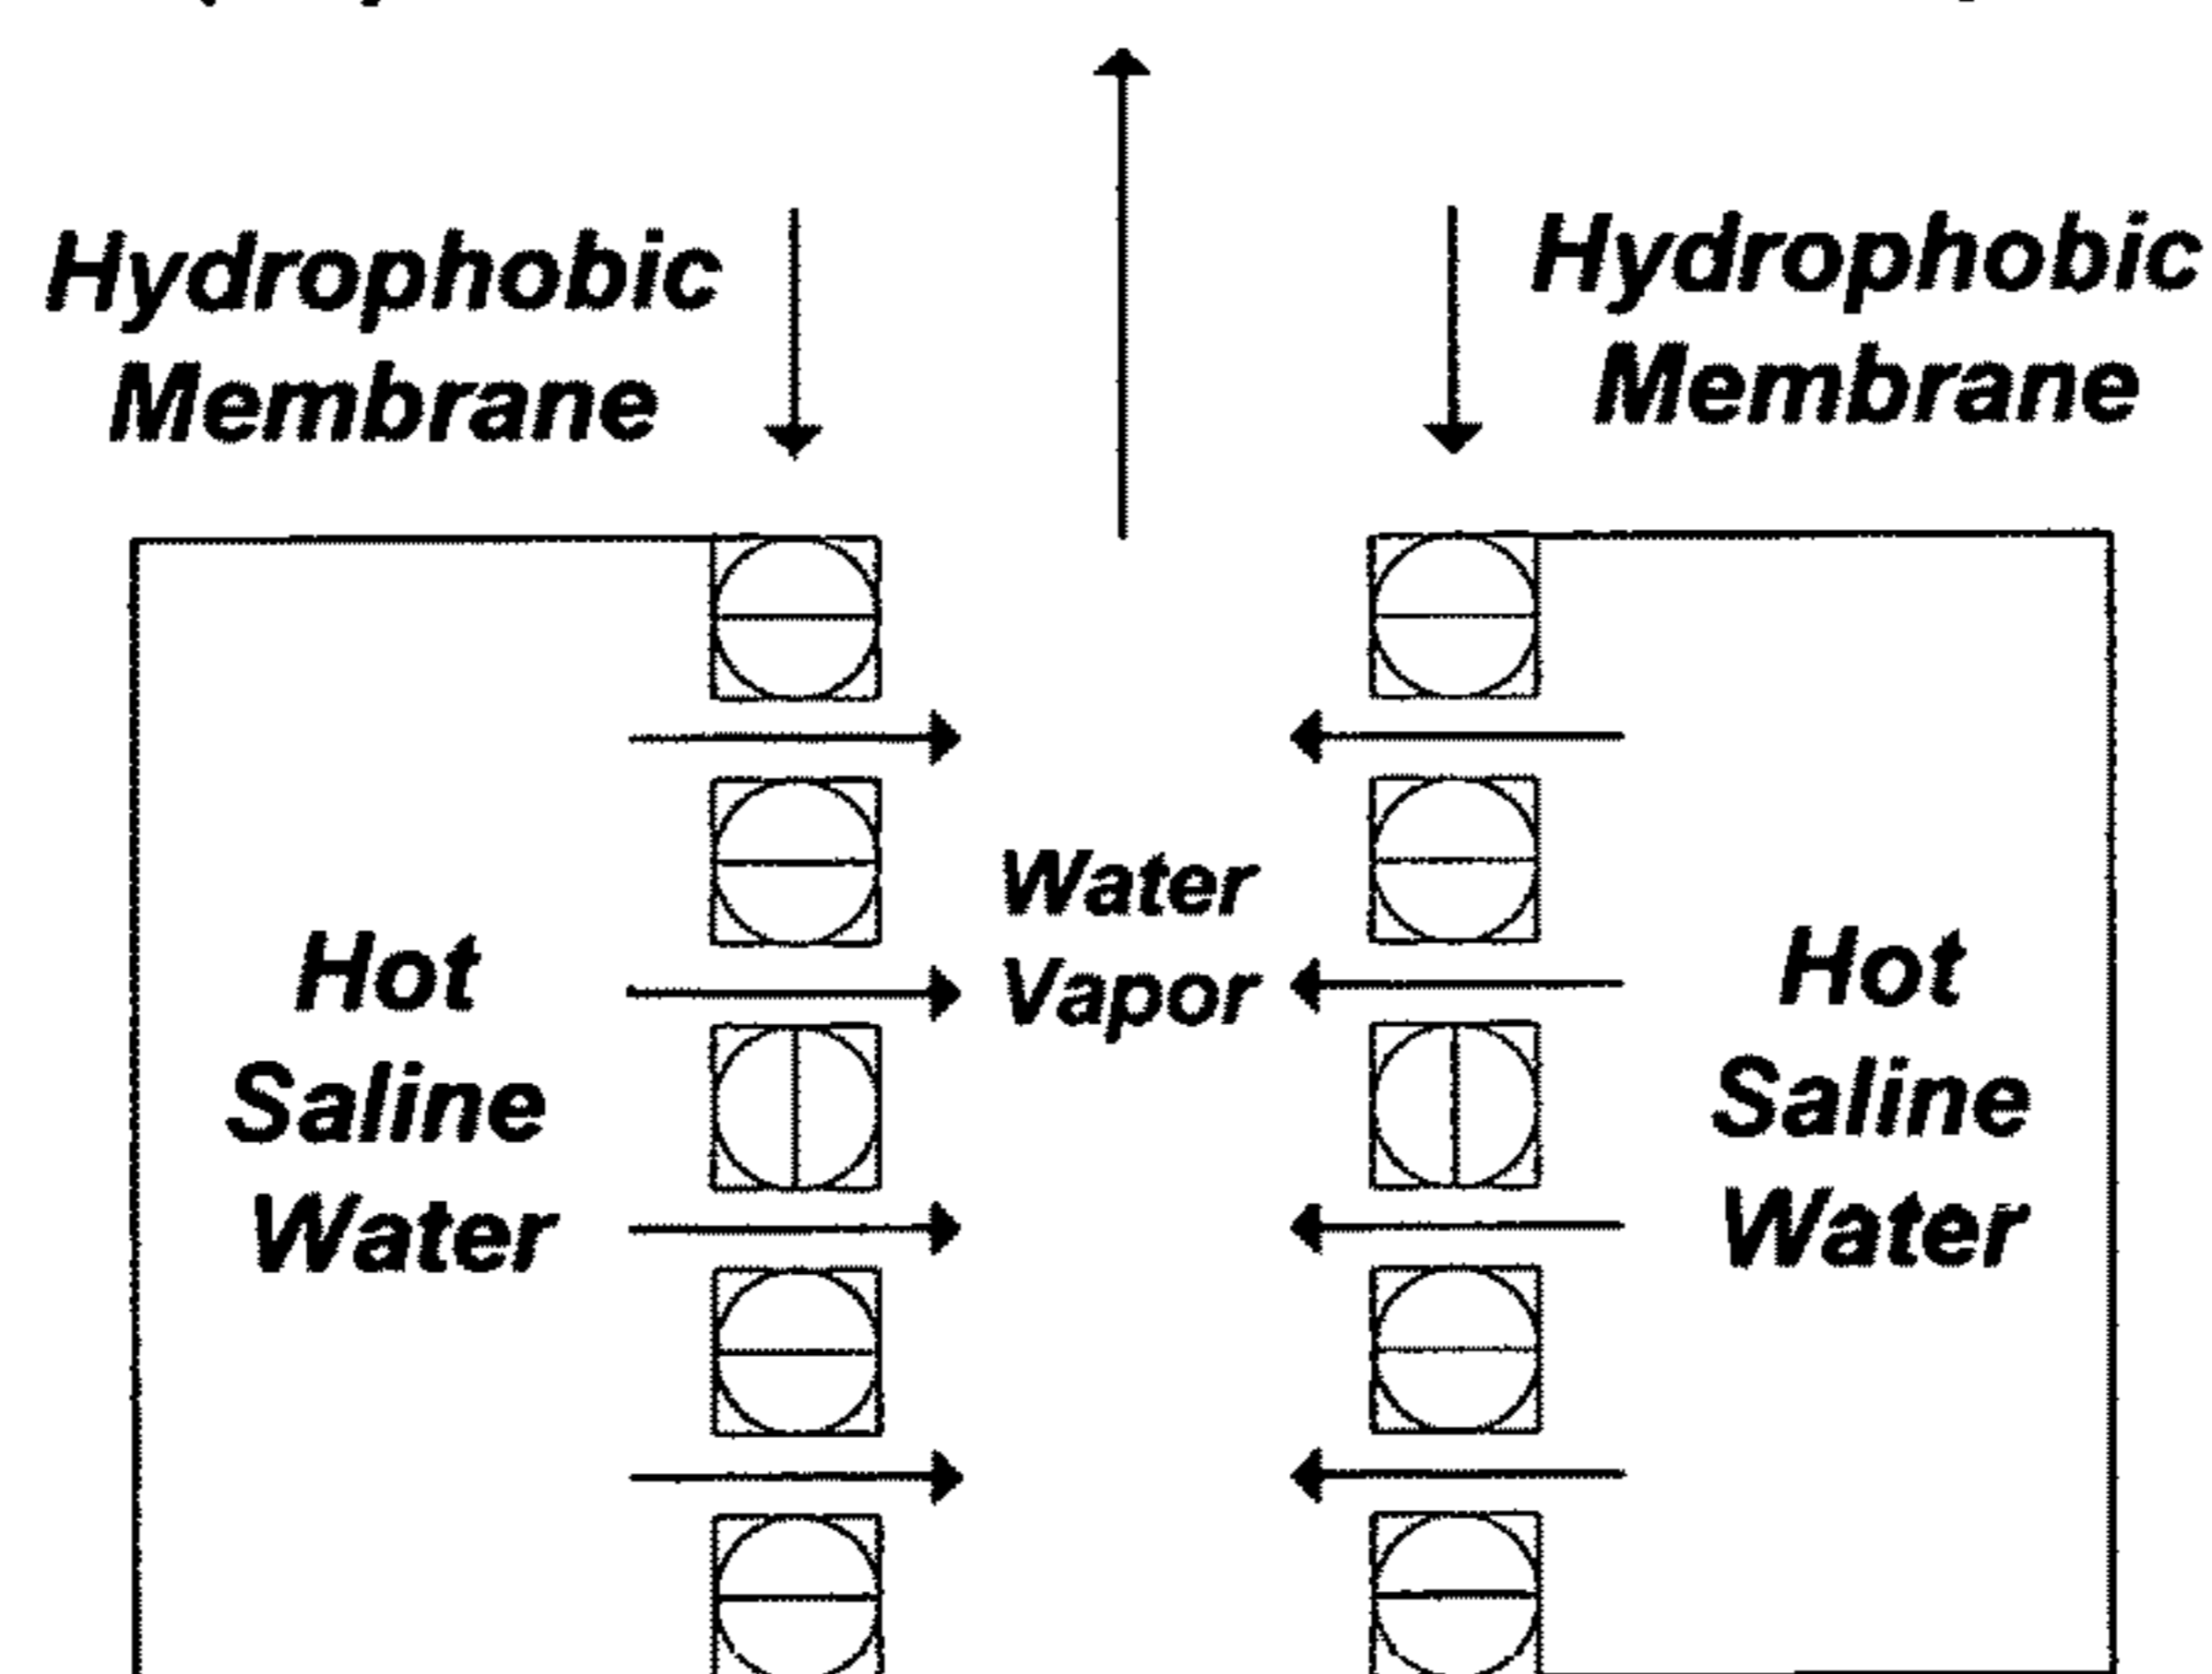 Hydrophobic
Membrane
Hydrophobic
Membrane
Water
Vapor
Hot
Saline
Water
Hot
Saline
Water